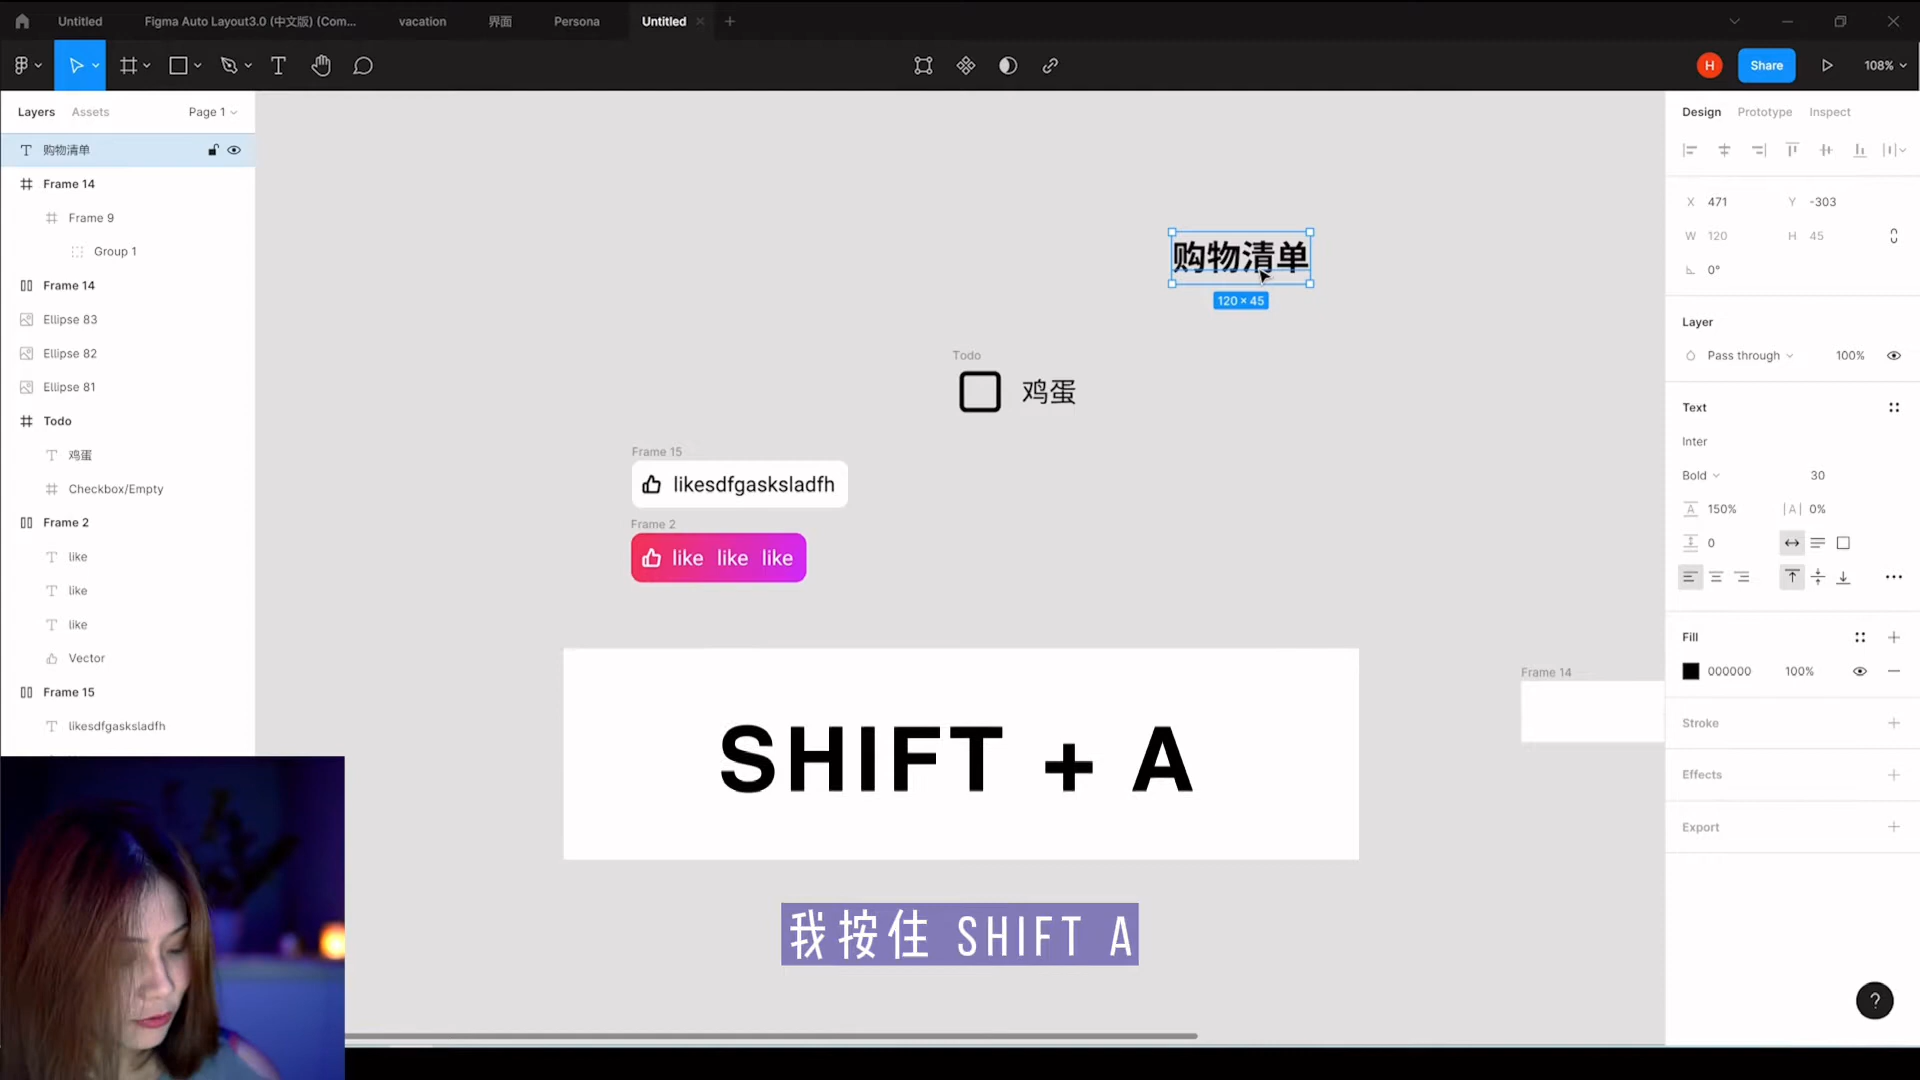 Untitled
Figma Auto Layout3.0 (中文版) (Com...
vacation
界面
Persona
Untitled
H
Share
108%
Layers
Assets
Page 1
购物清单
Frame 14
Frame 9
Group 1
Frame 14
Ellipse 83
Ellipse 82
Ellipse 81
Todo
鸡蛋
Checkbox/Empty
Frame 2
like
like
like
Vector
Frame 15
likesdfgasksladfh
购物清单
120 × 45
Todo
鸡蛋
Frame 15
likesdfgasksladfh
Frame 2
like like like
SHIFT + A
Frame 14
我按住 SHIFT A
Design
Prototype
Inspect
X 471
Y -303
W 120
H 45
0°
Layer
Pass through
100%
Text
Inter
Bold
30
150%
|A| 0%
0
Fill
000000
100%
Stroke
Effects
Export
?